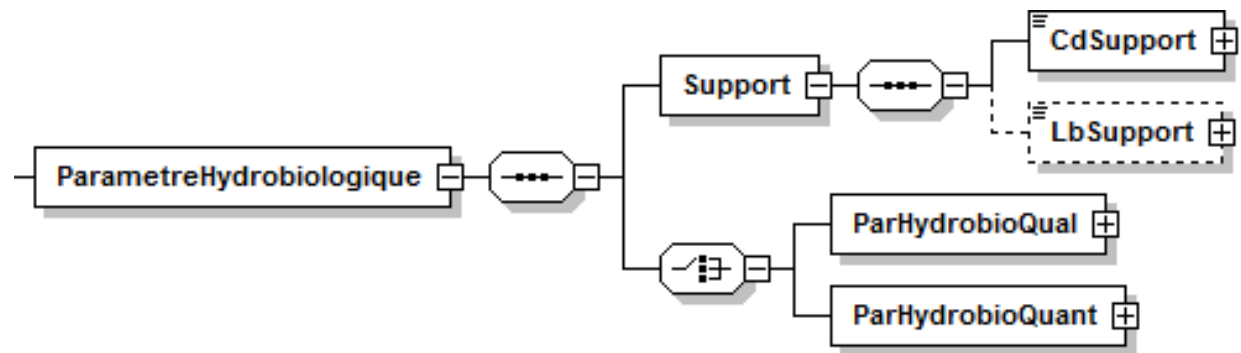 CdSupport
Support
LbSupport
ParametreHydrobiologique
ParHydrobioQual
ParHydrobioQuant